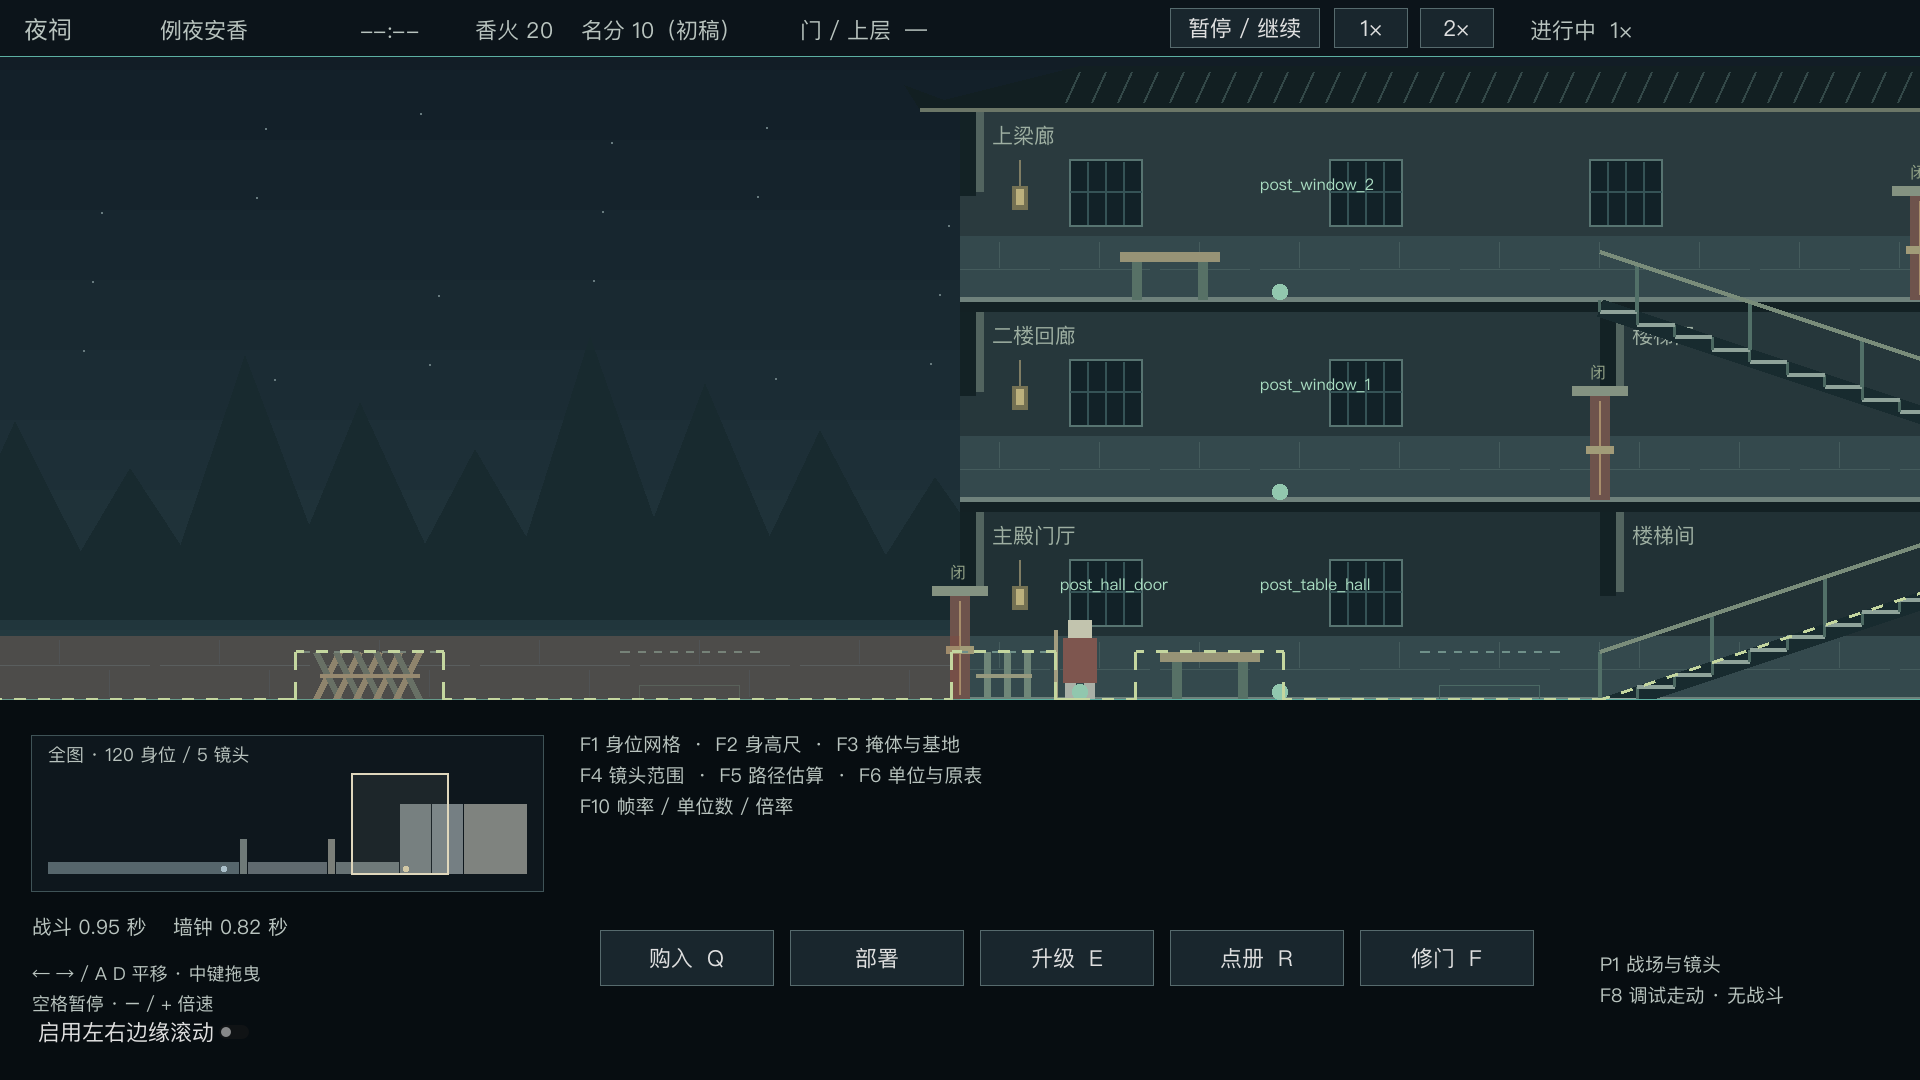 夜祠 例夜安香 --:-- 香火 20 名分 10（初稿） 门 / 上层 — 暂停 / 继续 1x 2x 进行中 1x
上梁廊
闭
post_window_2
二楼回廊
楼梯间
闭
post_window_1
主殿门厅
楼梯间
闭
post_hall_door
post_table_hall
全图 · 120 身位 / 5 镜头
F1 身位网格 · F2 身高尺 · F3 掩体与基地
F4 镜头范围 · F5 路径估算 · F6 单位与原表
F10 帧率 / 单位数 / 倍率
战斗 0.95 秒 墙钟 0.82 秒
←→ / A D 平移 · 中键拖曳
空格暂停 · − / + 倍速
启用左右边缘滚动
购入 Q
部署
升级 E
点册 R
修门 F
P1 战场与镜头
F8 调试走动 · 无战斗